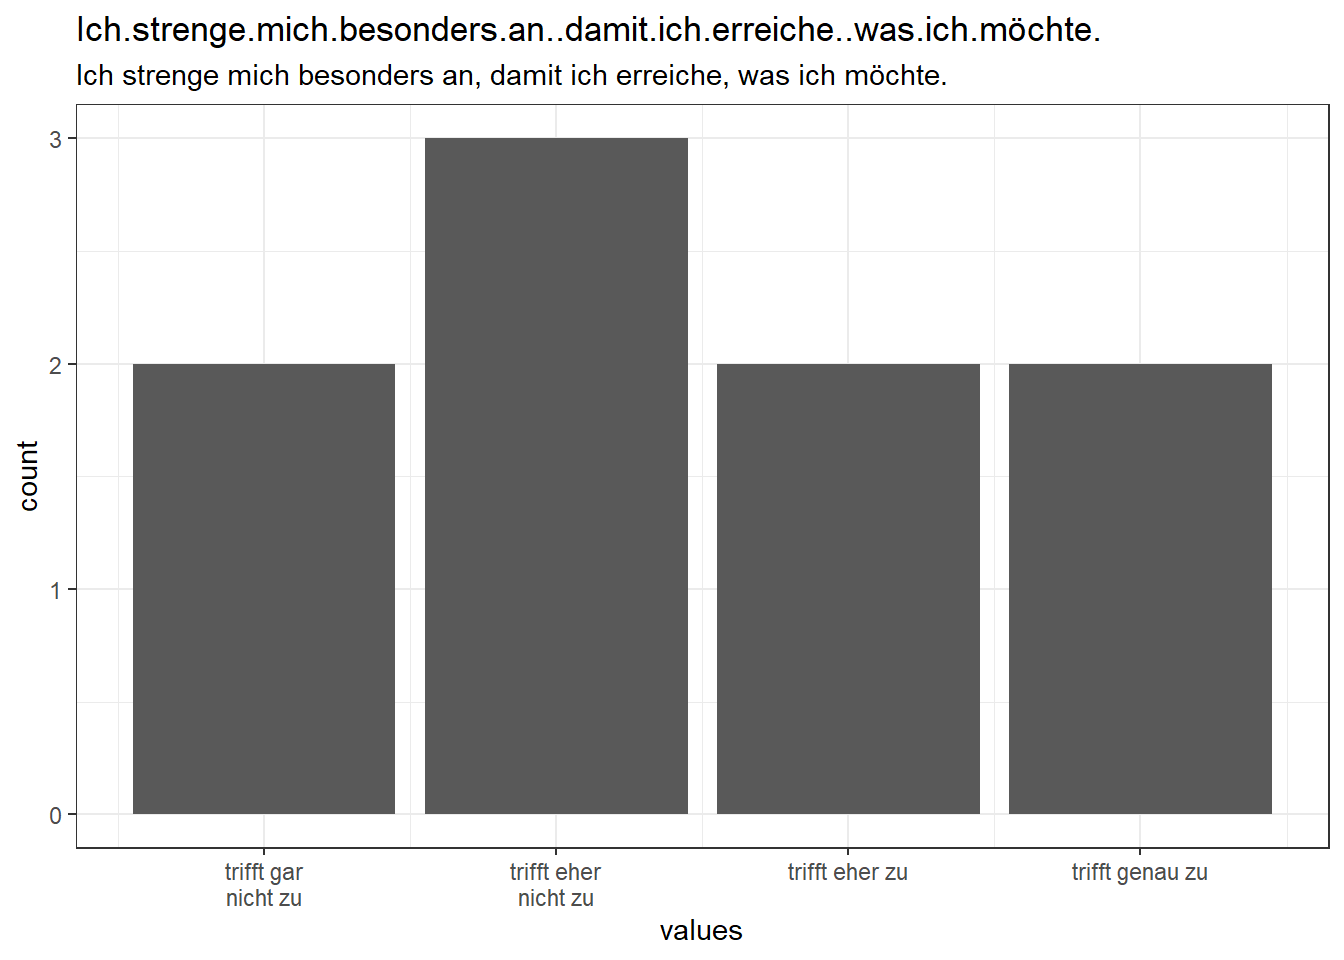 Ich.strenge.mich.besonders.an..damit.ich.erreiche..was.ich.möchte.
Ich strenge mich besonders an, damit ich erreiche, was ich möchte.
3
2
1
0
count
trifft gar
nicht zu
trifft eher
nicht zu
trifft eher zu
trifft genau zu
values